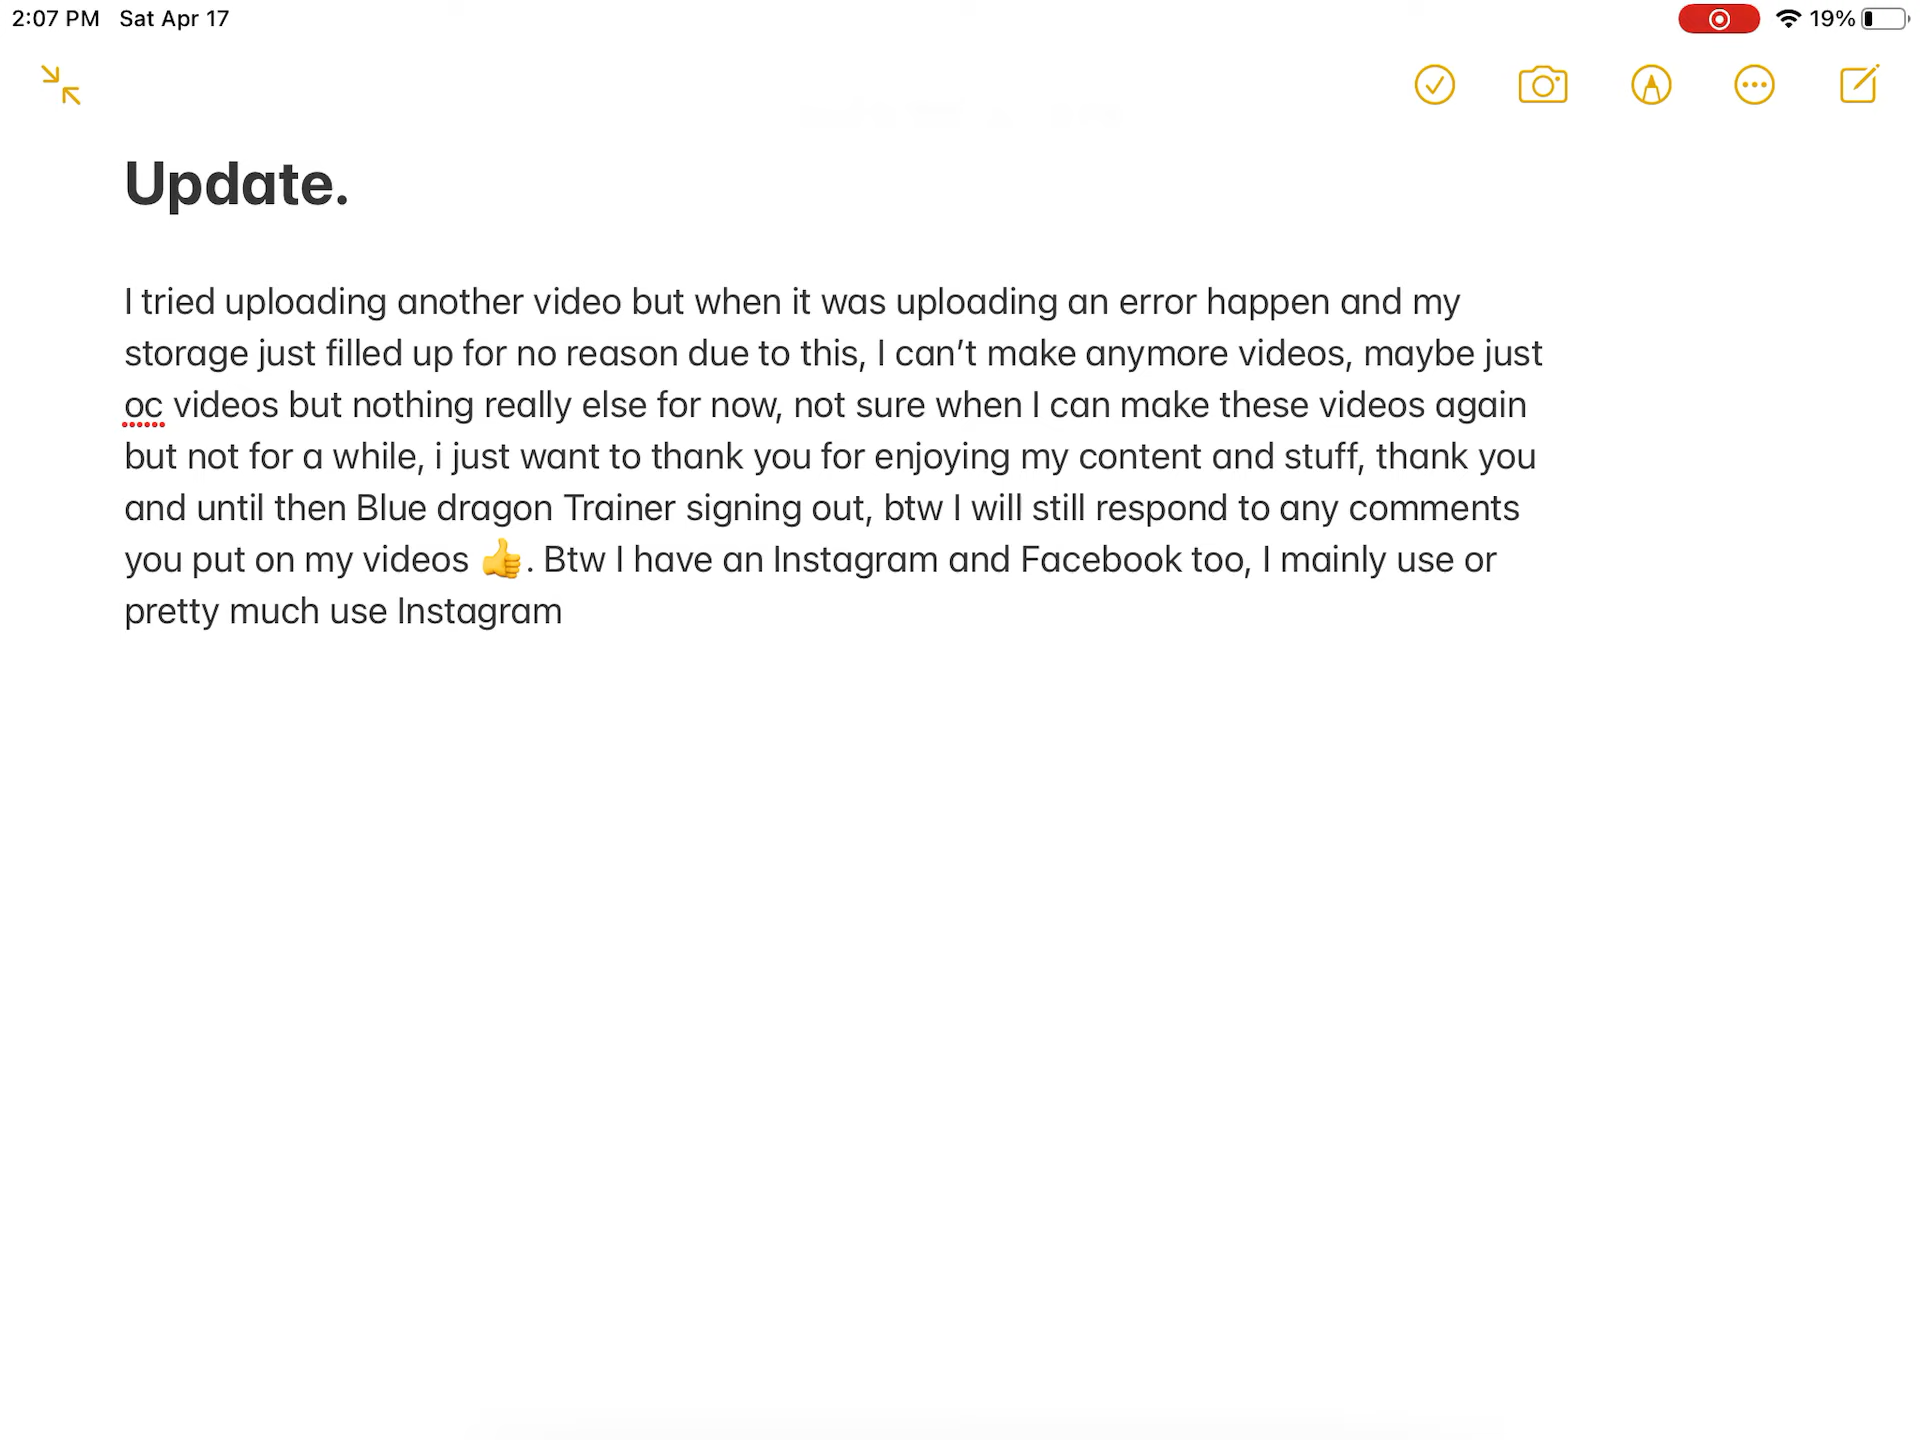 2:07 PM Sat Apr 17 19%
Update.
I tried uploading another video but when it was uploading an error happen and my
storage just filled up for no reason due to this, I can’t make anymore videos, maybe just
oc videos but nothing really else for now, not sure when I can make these videos again
but not for a while, i just want to thank you for enjoying my content and stuff, thank you
and until then Blue dragon Trainer signing out, btw I will still respond to any comments
you put on my videos 👍. Btw I have an Instagram and Facebook too, I mainly use or
pretty much use Instagram